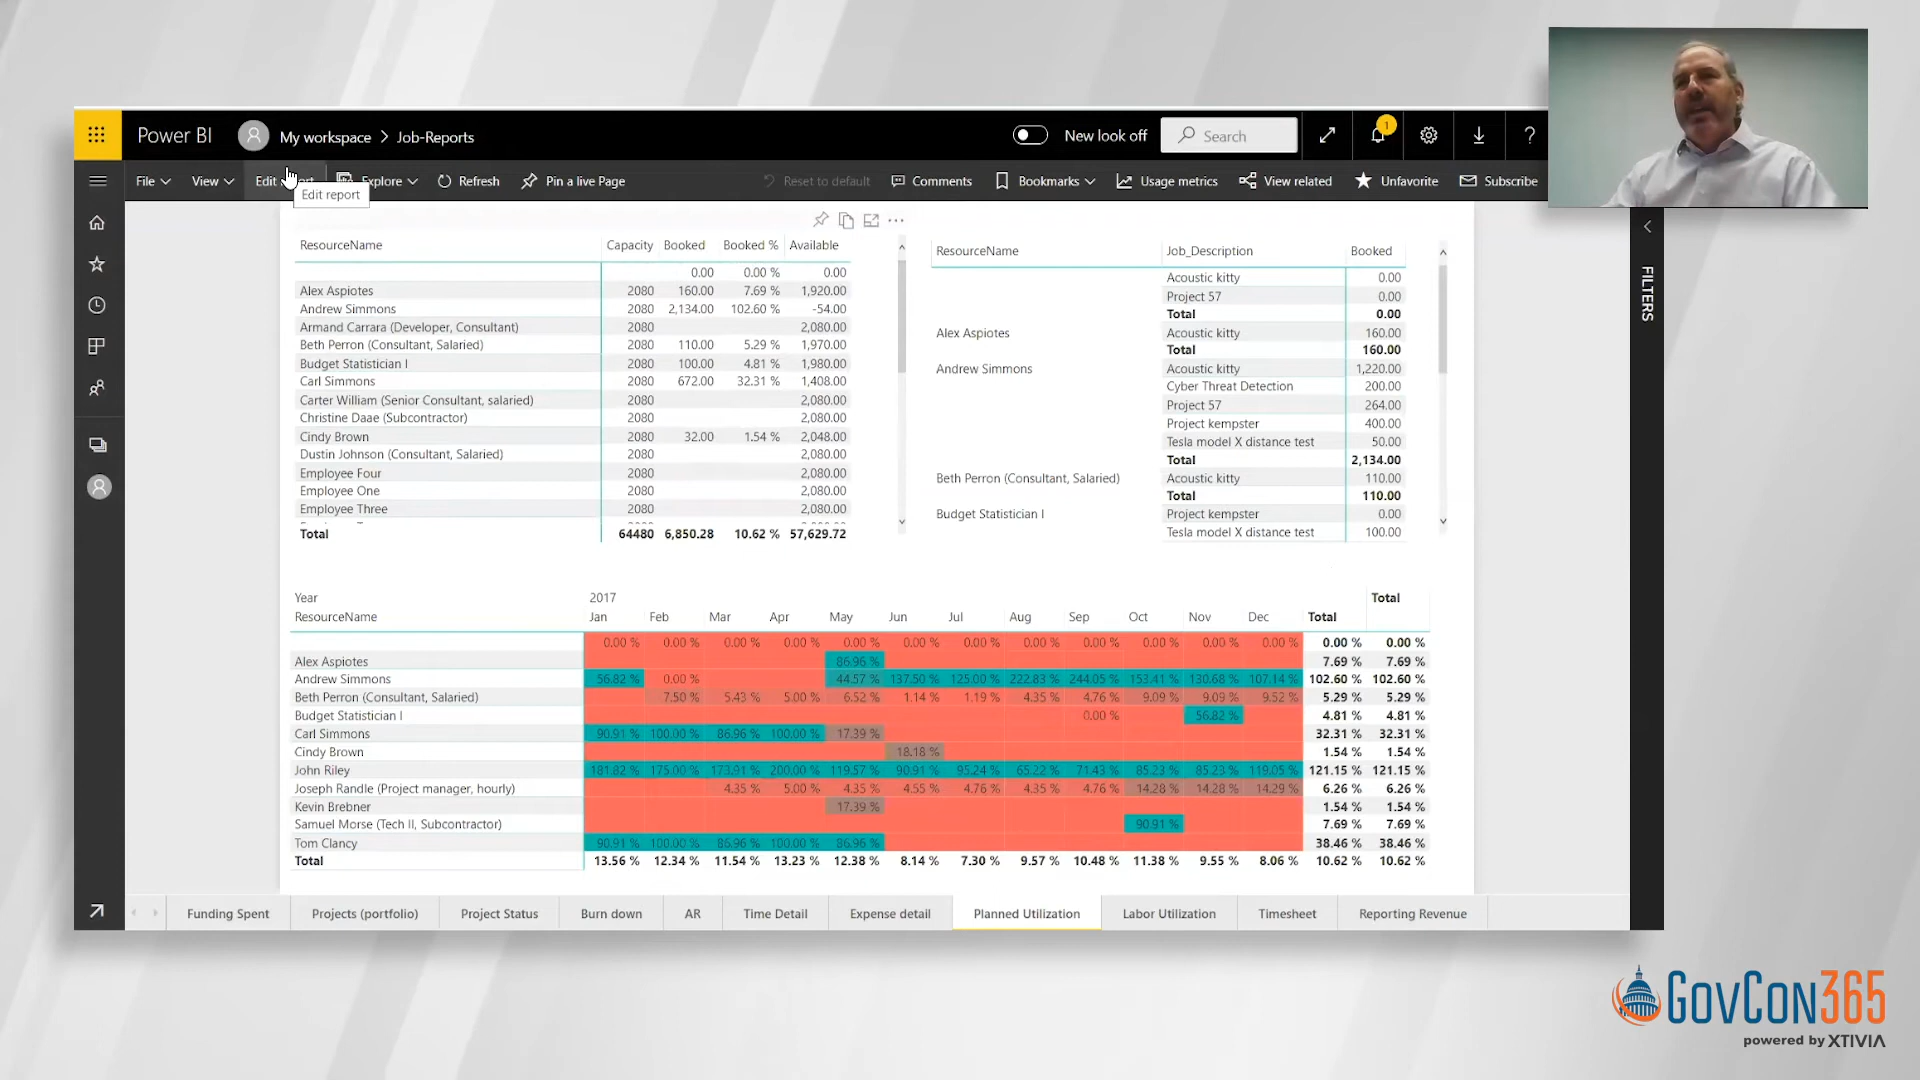 Power BI My workspace > Job-Reports New look off Search 1 ?
File View Edit Explore Refresh Pin a live Page Reset to default Comments Bookmarks Usage metrics View related Unfavorite Subscribe
Edit report
ResourceName Capacity Booked Booked % Available
0.00 0.00 % 0.00
Alex Aspiotes 2080 160.00 7.69 % 1,920.00
Andrew Simmons 2080 2,134.00 102.60 % -54.00
Armand Carrara (Developer, Consultant) 2080 2,080.00
Beth Perron (Consultant, Salaried) 2080 110.00 5.29 % 1,970.00
Budget Statistician I 2080 100.00 4.81 % 1,980.00
Carl Simmons 2080 672.00 32.31 % 1,408.00
Carter William (Senior Consultant, salaried) 2080 2,080.00
Christine Daae (Subcontractor) 2080 2,080.00
Cindy Brown 2080 32.00 1.54 % 2,048.00
Dustin Johnson (Consultant, Salaried) 2080 2,080.00
Employee Four 2080 2,080.00
Employee One 2080 2,080.00
Employee Three 2080 2,080.00
Total 64480 6,850.28 10.62 % 57,629.72
ResourceName Job_Description Booked
Acoustic kitty 0.00
Project 57 0.00
Total 0.00
Alex Aspiotes Acoustic kitty 160.00
Total 160.00
Andrew Simmons Acoustic kitty 1,220.00
Cyber Threat Detection 200.00
Project 57 264.00
Project kempster 400.00
Tesla model X distance test 50.00
Total 2,134.00
Beth Perron (Consultant, Salaried) Acoustic kitty 110.00
Total 110.00
Budget Statistician I Project kempster 0.00
Tesla model X distance test 100.00
FILTERS
Year 2017 Total
ResourceName Jan Feb Mar Apr May Jun Jul Aug Sep Oct Nov Dec Total
0.00 % 0.00 % 0.00 % 0.00 % 0.00 % 0.00 % 0.00 % 0.00 % 0.00 % 0.00 % 0.00 % 0.00 % 0.00 % 0.00 %
Alex Aspiotes 86.96 % 7.69 % 7.69 %
Andrew Simmons 56.82 % 0.00 % 44.57 % 137.50 % 125.00 % 222.83 % 244.05 % 153.41 % 130.68 % 107.14 % 102.60 % 102.60 %
Beth Perron (Consultant, Salaried) 7.50 % 5.43 % 5.00 % 6.52 % 1.14 % 1.19 % 4.35 % 4.76 % 9.09 % 9.09 % 9.52 % 5.29 % 5.29 %
Budget Statistician I 0.00 % 56.82 % 4.81 % 4.81 %
Carl Simmons 90.91 % 100.00 % 86.96 % 100.00 % 17.39 % 32.31 % 32.31 %
Cindy Brown 18.18 % 1.54 % 1.54 %
John Riley 181.82 % 175.00 % 173.91 % 200.00 % 119.57 % 90.91 % 95.24 % 65.22 % 71.43 % 85.23 % 85.23 % 119.05 % 121.15 % 121.15 %
Joseph Randle (Project manager, hourly) 4.35 % 5.00 % 4.35 % 4.55 % 4.76 % 4.35 % 4.76 % 14.28 % 14.28 % 14.29 % 6.26 % 6.26 %
Kevin Brebner 17.39 % 1.54 % 1.54 %
Samuel Morse (Tech II, Subcontractor) 90.91 % 7.69 % 7.69 %
Tom Clancy 90.91 % 100.00 % 86.96 % 100.00 % 86.96 % 38.46 % 38.46 %
Total 13.56 % 12.34 % 11.54 % 13.23 % 12.38 % 8.14 % 7.30 % 9.57 % 10.48 % 11.38 % 9.55 % 8.06 % 10.62 % 10.62 %
Funding Spent Projects (portfolio) Project Status Burn down AR Time Detail Expense detail Planned Utilization Labor Utilization Timesheet Reporting Revenue
GOVCON365
powered by XTIVIA